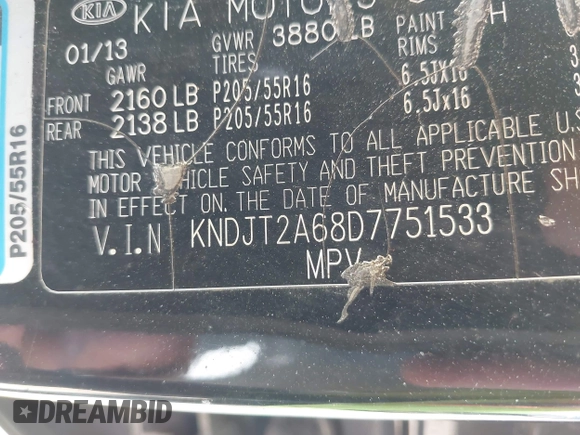 KIA KIA MOTORS
01/13 GVWR 3880LB PAINT
GAWR TIRES RIMS
FRONT 2160 LB P205/55R16 6.5Jx16
REAR 2138 LB P205/55R16 6.5Jx16
THIS VEHICLE CONFORMS TO ALL APPLICABLE U.S
MOTOR VEHICLE SAFETY AND THEFT PREVENTION
IN EFFECT ON THE DATE OF MANUFACTURE SH
V.I.N KNDJT2A68D7751533
MPV
P205/55R16
DREAMBID